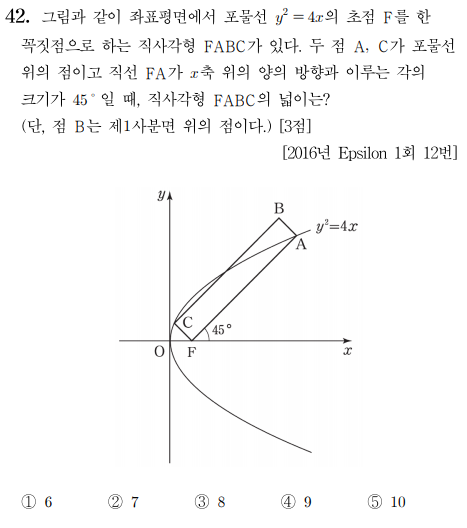 42. 그림과 같이 좌표평면에서 포물선 y² = 4x의 초점 F를 한
꼭짓점으로 하는 직사각형 FABC가 있다. 두 점 A, C가 포물선
위의 점이고 직선 FA가 x축 위의 양의 방향과 이루는 각의
크기가 45°일 때, 직사각형 FABC의 넓이는?
(단, 점 B는 제1사분면 위의 점이다.) [3점]
[2016년 Epsilon 1회 12번]
y
B
y²=4x
A
C
45°
O
F
x
① 6 ② 7 ③ 8 ④ 9 ⑤ 10